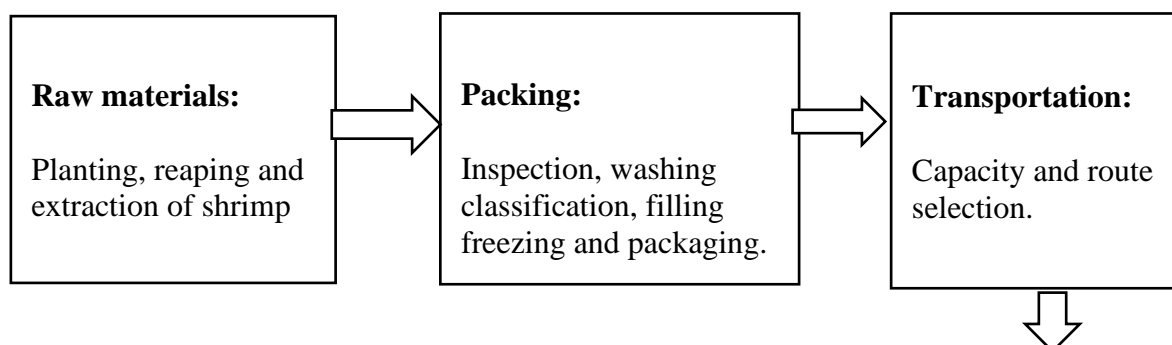 Raw materials:
Planting, reaping and
extraction of shrimp
Packing:
Inspection, washing
classification, filling
freezing and packaging.
Transportation:
Capacity and route
selection.